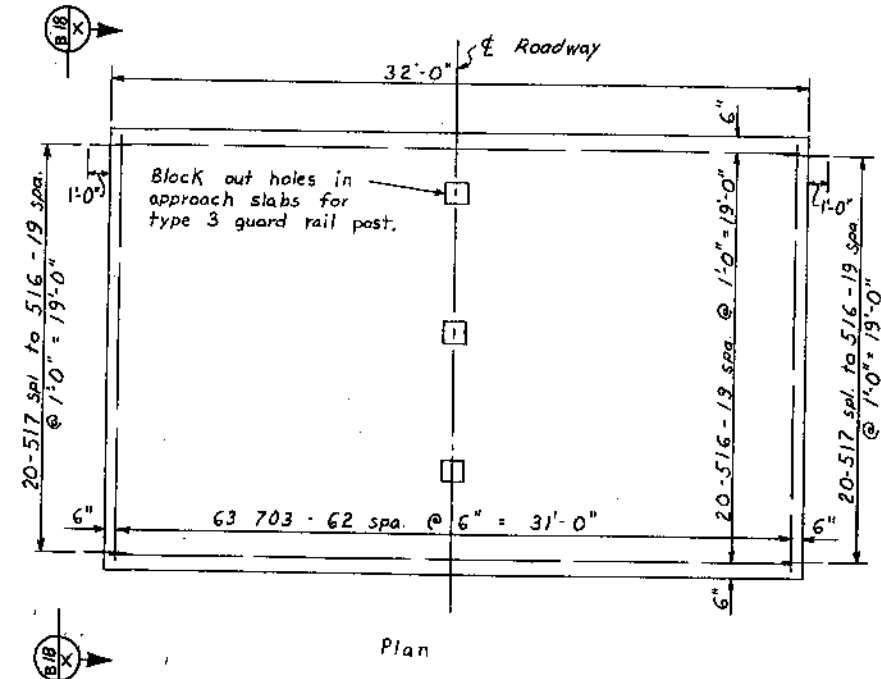 B 18
X
℄ Roadway
32'-0"
6"
1'-0"
Block out holes in
approach slabs for
type 3 guard rail post.
1'-0"
20-517 spl to 516 - 19 spa.
@ 1'-0" = 19'-0"
20-516 - 19 spa. @ 1'-0" = 19'-0"
20-517 spl. to 516 - 19 spa.
@ 1'-0" = 19'-0"
6"
63 703 - 62 spa. @ 6" = 31'-0"
6"
6"
B 18
X
Plan